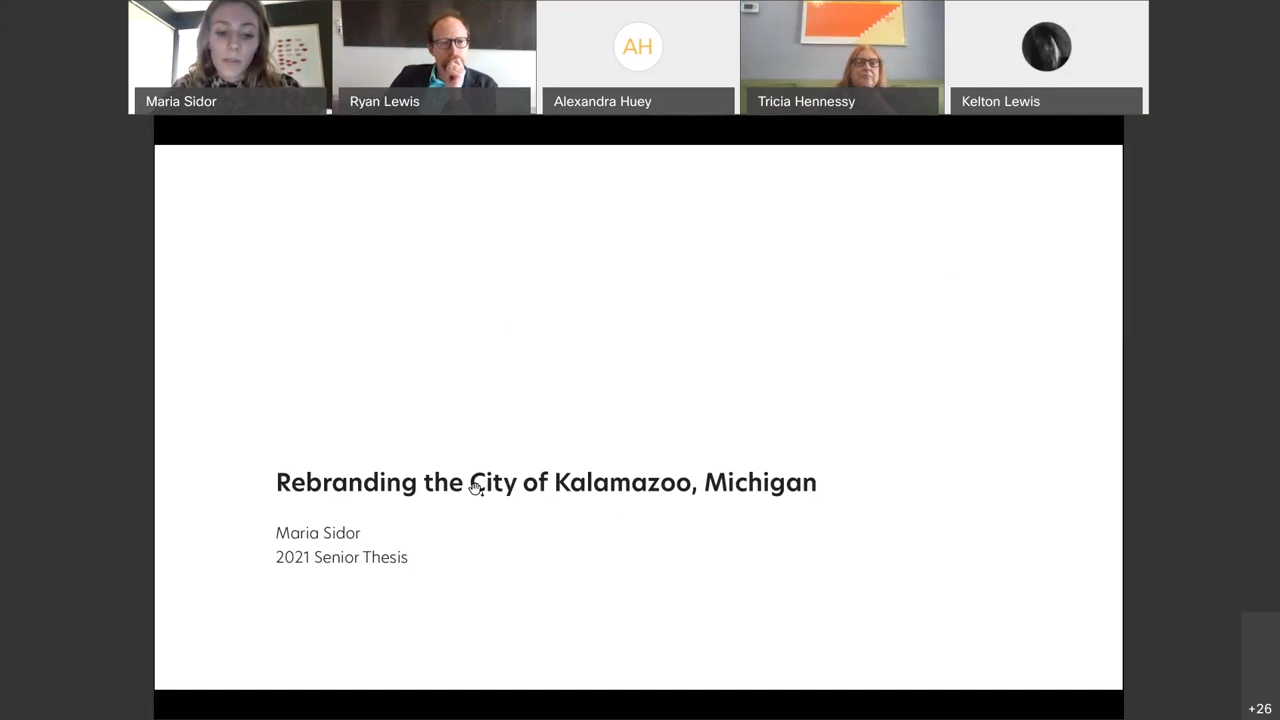 Maria Sidor
Ryan Lewis
AH
Alexandra Huey
Tricia Hennessy
Kelton Lewis
Rebranding the City of Kalamazoo, Michigan
Maria Sidor
2021 Senior Thesis
+26